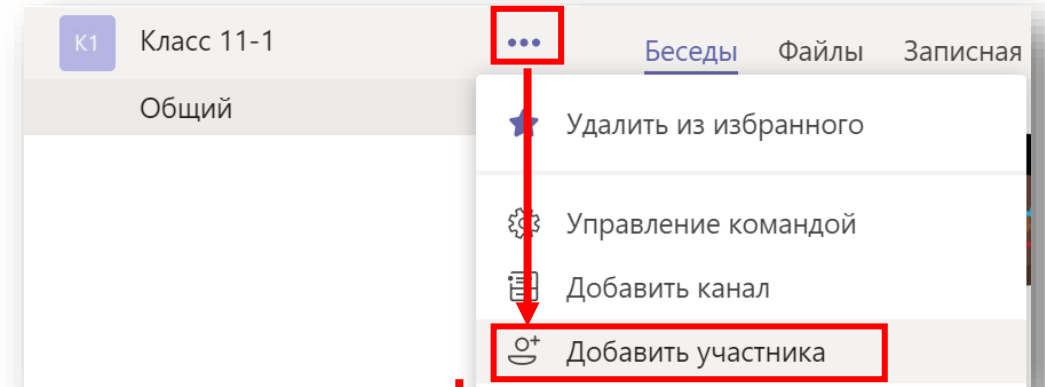 К1 Класс 11-1 ••• Беседы Файлы Записная
Общий
Удалить из избранного
Управление командой
Добавить канал
Добавить участника